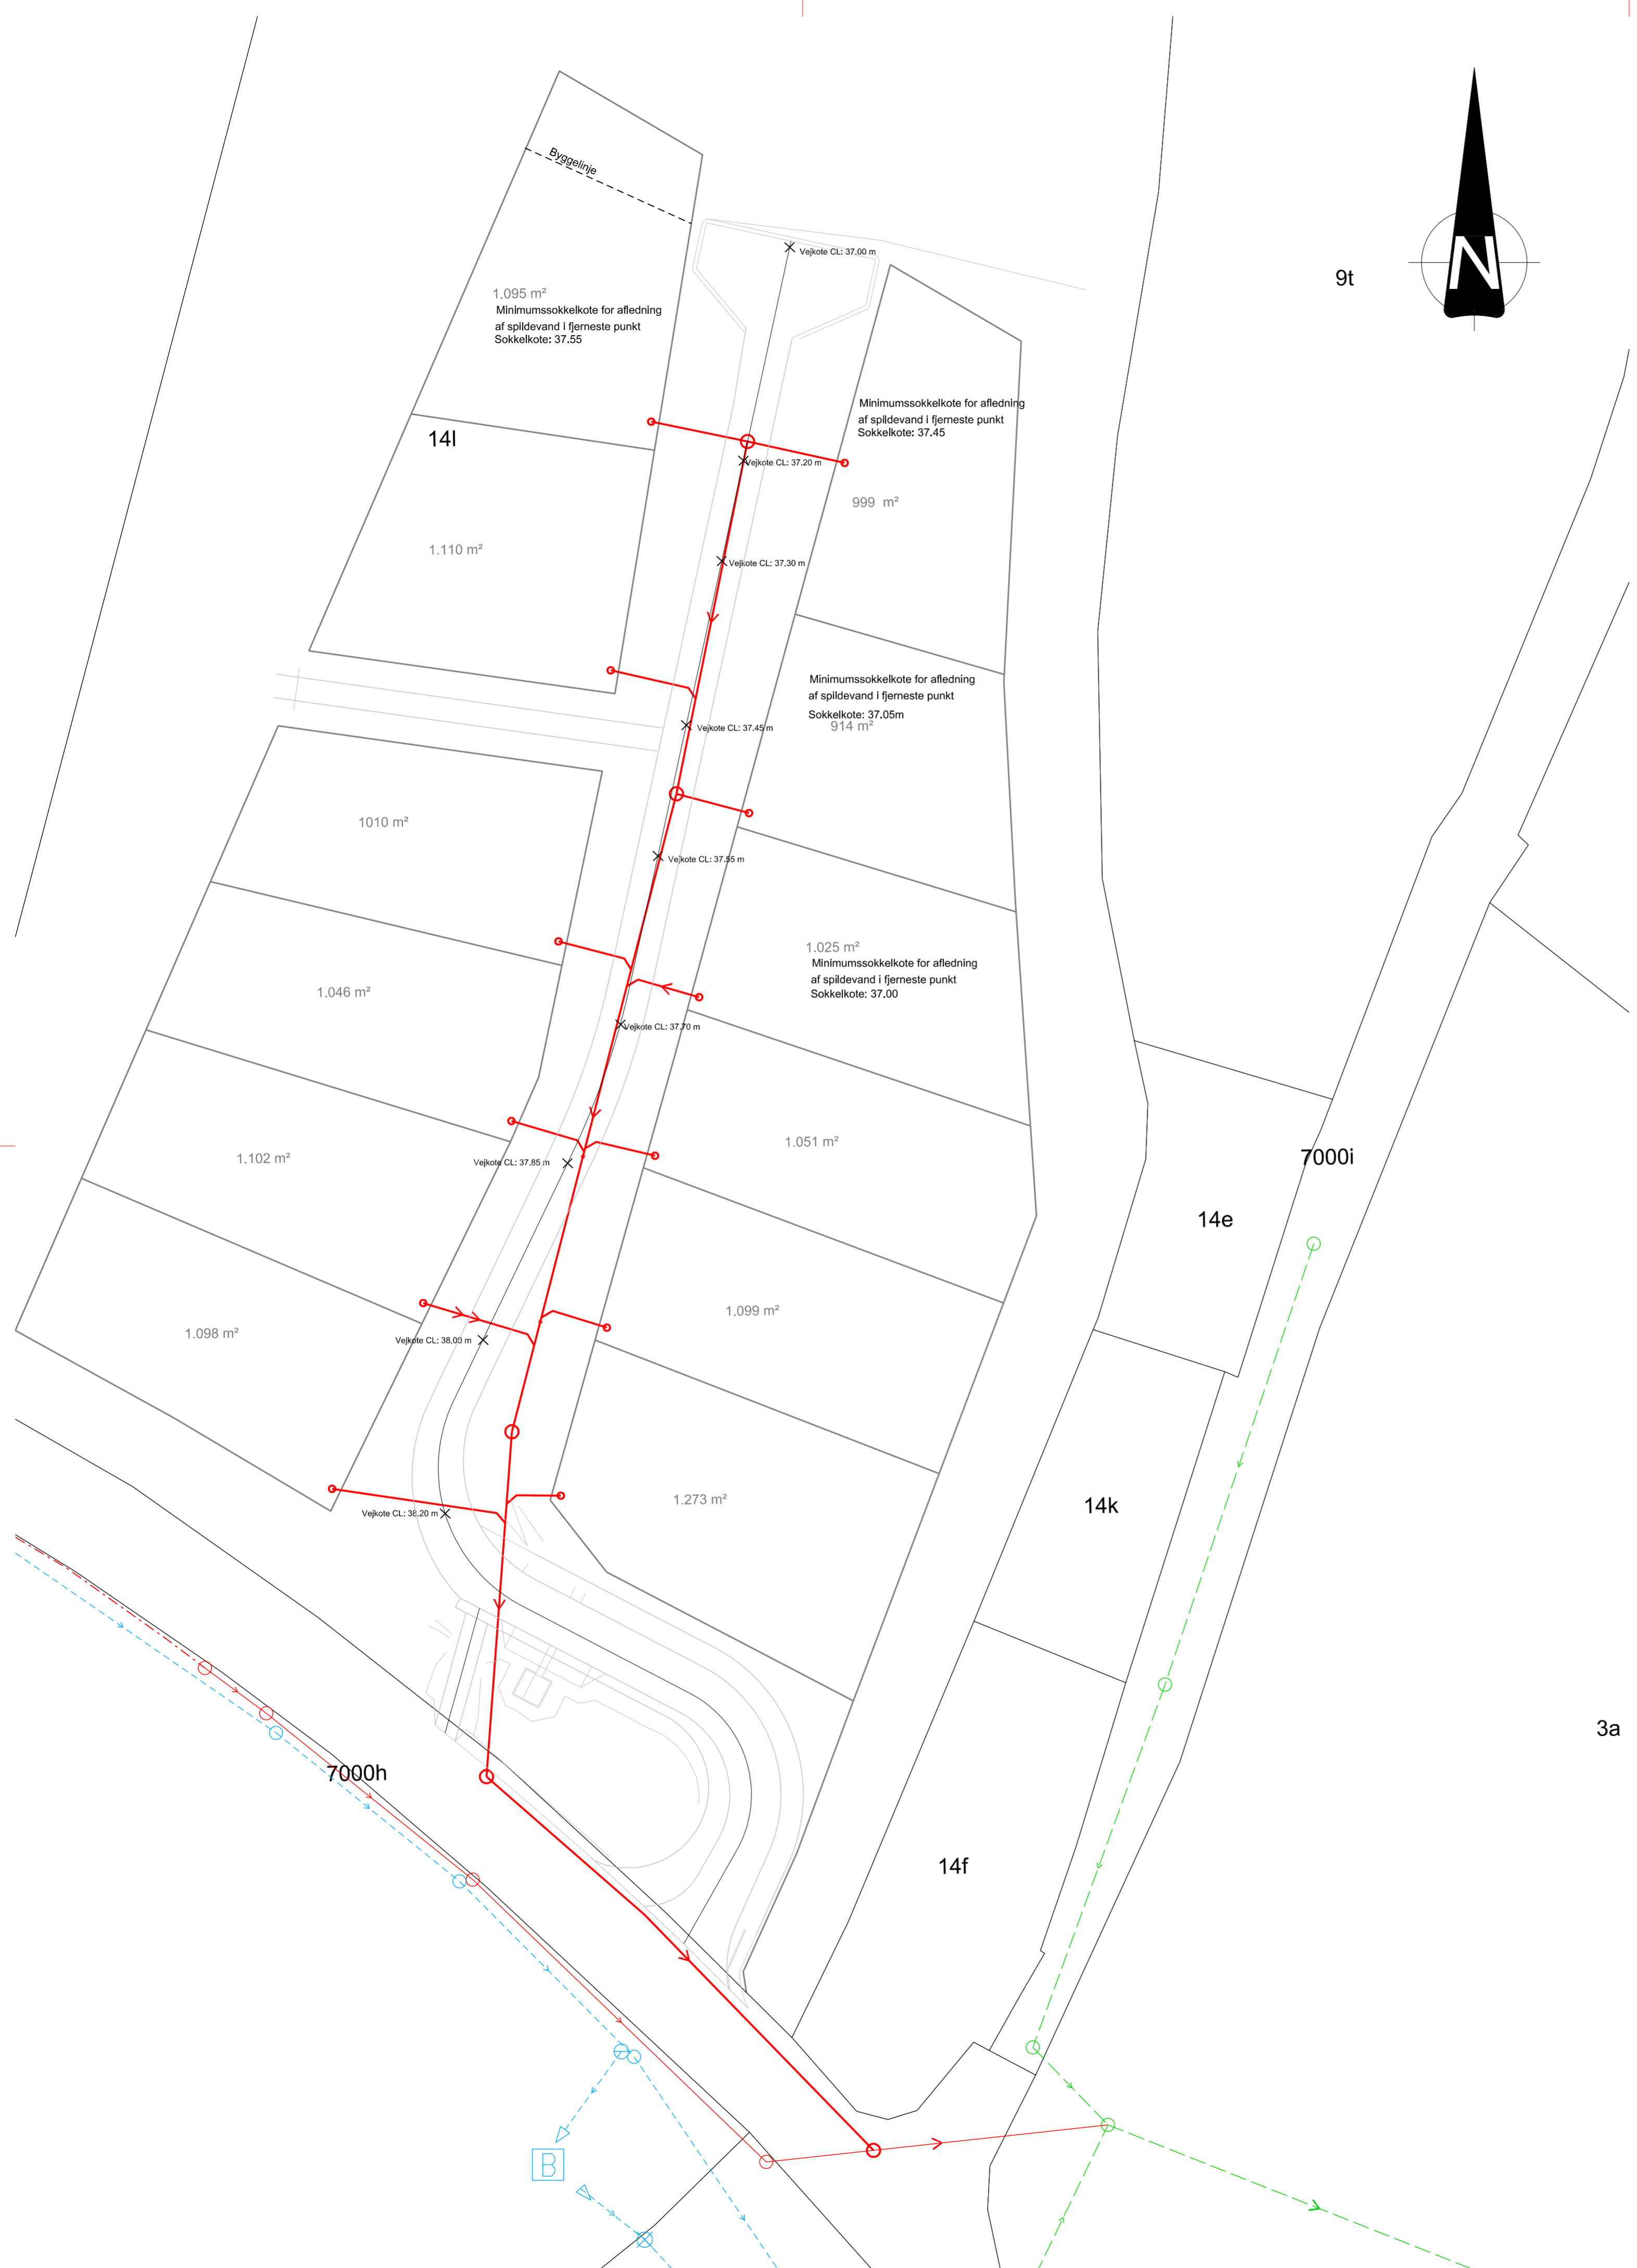 Byggelinje
Vejkote CL: 37.00 m
N
9t
1.095 m²
Minimumssokkelkote for afledning
af spildevand i fjerneste punkt
Sokkelkote: 37.55
Minimumssokkelkote for afledning
af spildevand i fjerneste punkt
Sokkelkote: 37.45
14l
Vejkote CL: 37.20 m
999 m²
1.110 m²
Vejkote CL: 37.30 m
Minimumssokkelkote for afledning
af spildevand i fjerneste punkt
Sokkelkote: 37.05m
914 m²
Vejkote CL: 37.45 m
1010 m²
Vejkote CL: 37.55 m
1.025 m²
Minimumssokkelkote for afledning
af spildevand i fjerneste punkt
Sokkelkote: 37.00
1.046 m²
Vejkote CL: 37.70 m
1.051 m²
1.102 m²
Vejkote CL: 37.85 m
7000i
14e
1.099 m²
1.098 m²
Vejkote CL: 38.00 m
1.273 m²
14k
Vejkote CL: 38.20 m
3a
7000h
14f
B